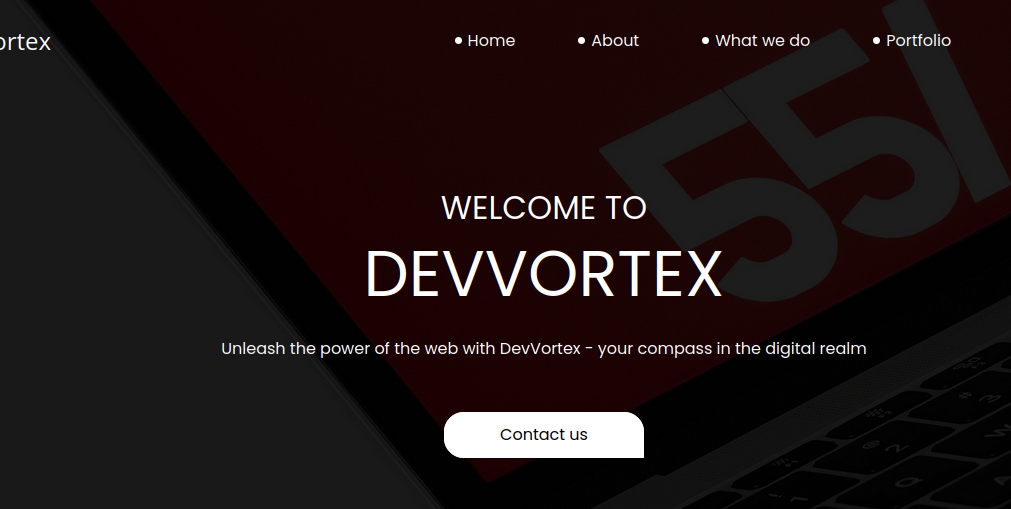 ortex
Home
About
What we do
Portfolio
55/
WELCOME TO
DEVVORTEX
Unleash the power of the web with DevVortex - your compass in the digital realm
Contact us